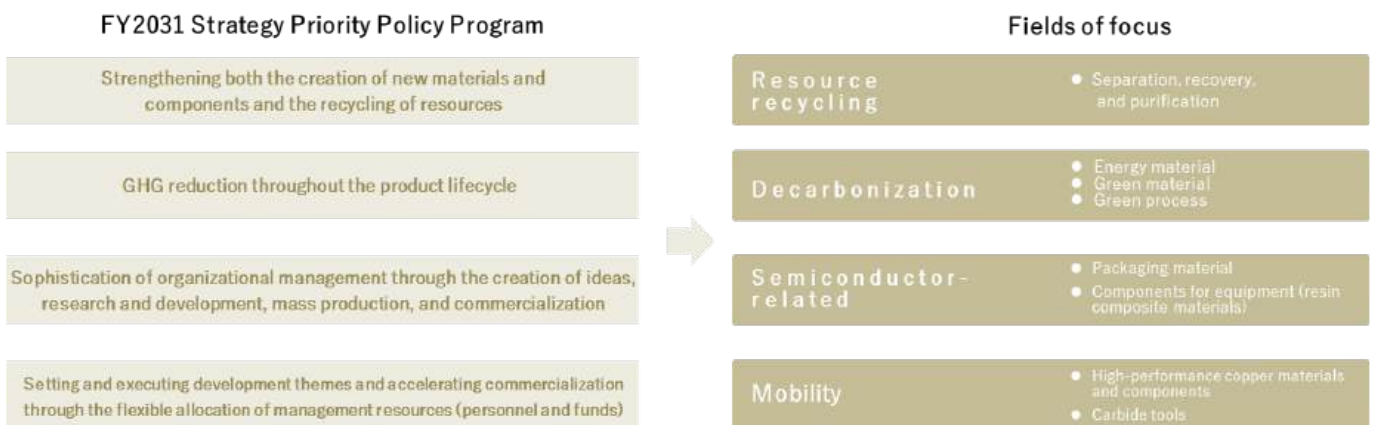 FY2031 Strategy Priority Policy Program
Strengthening both the creation of new materials and
components and the recycling of resources
GHG reduction throughout the product lifecycle
Sophistication of organizational management through the creation of ideas,
research and development, mass production, and commercialization
Setting and executing development themes and accelerating commercialization
through the flexible allocation of management resources (personnel and funds)
Fields of focus
Resource
recycling
● Separation, recovery,
and purification
Decarbonization
● Energy material
● Green material
● Green process
Semiconductor-
related
● Packaging material
● Components for equipment (resin
composite materials)
Mobility
● High-performance copper materials
and components
● Carbide tools